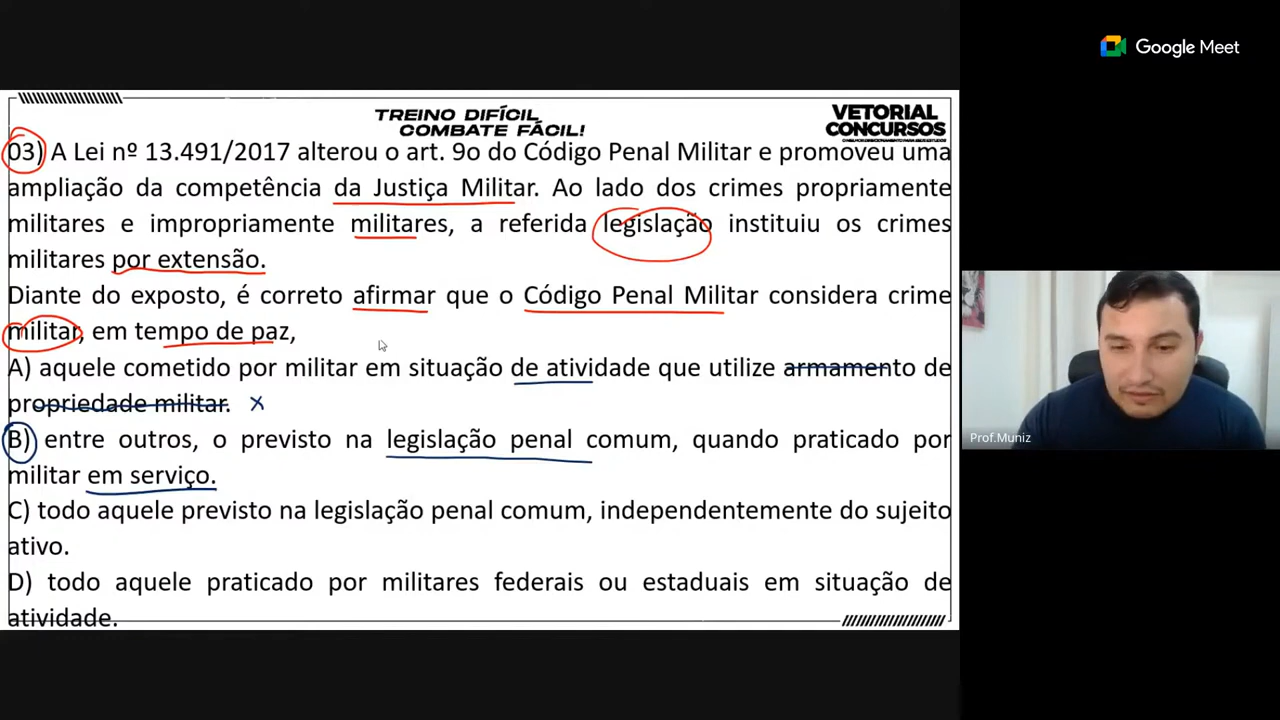 Google Meet
TREINO DIFÍCIL
COMBATE FÁCIL!
VETORIAL
CONCURSOS
03) A Lei nº 13.491/2017 alterou o art. 9o do Código Penal Militar e promoveu uma
ampliação da competência da Justiça Militar. Ao lado dos crimes propriamente
militares e impropriamente militares, a referida legislação instituiu os crimes
militares por extensão.
Diante do exposto, é correto afirmar que o Código Penal Militar considera crime
militar, em tempo de paz,
A) aquele cometido por militar em situação de atividade que utilize armamento de
propriedade militar. x
B) entre outros, o previsto na legislação penal comum, quando praticado por
militar em serviço.
C) todo aquele previsto na legislação penal comum, independentemente do sujeito
ativo.
D) todo aquele praticado por militares federais ou estaduais em situação de
atividade.
Prof.Muniz